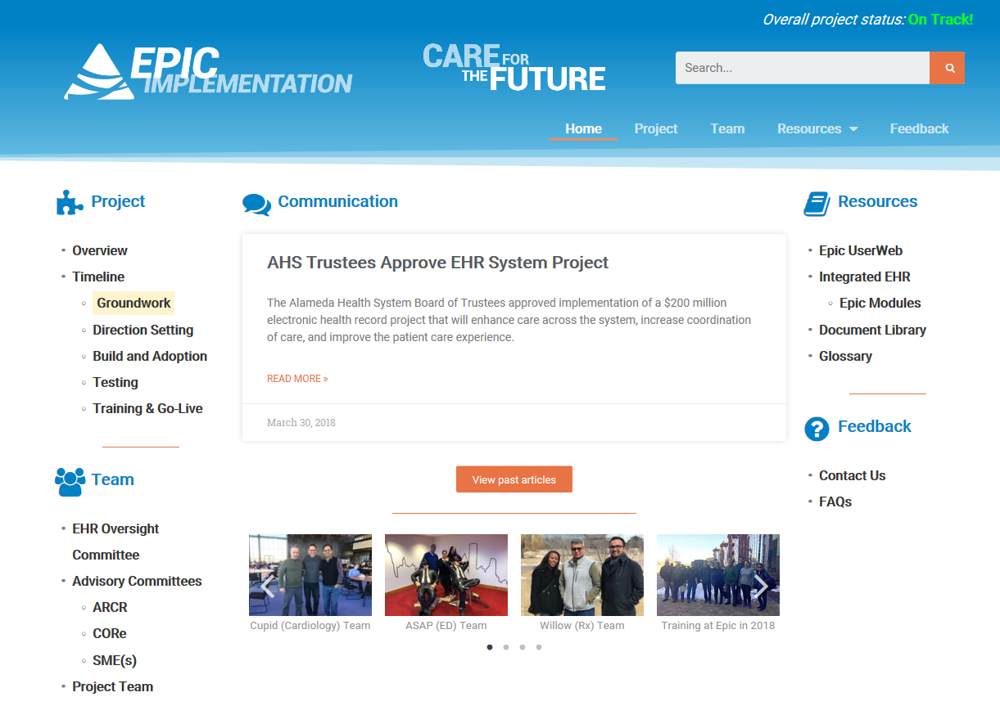 Overall project status: On Track!
EPIC
IMPLEMENTATION
CARE FOR
THE FUTURE
Search...
Home
Project
Team
Resources
Feedback
Project
Overview
Timeline
Groundwork
Direction Setting
Build and Adoption
Testing
Training & Go-Live
Team
EHR Oversight
Committee
Advisory Committees
ARCR
CORe
SME(s)
Project Team
Communication
AHS Trustees Approve EHR System Project
The Alameda Health System Board of Trustees approved implementation of a $200 million
electronic health record project that will enhance care across the system, increase coordination
of care, and improve the patient care experience.
READ MORE »
March 30, 2018
View past articles
Cupid (Cardiology) Team
ASAP (ED) Team
Willow (Rx) Team
Training at Epic in 2018
Resources
Epic UserWeb
Integrated EHR
Epic Modules
Document Library
Glossary
Feedback
Contact Us
FAQs